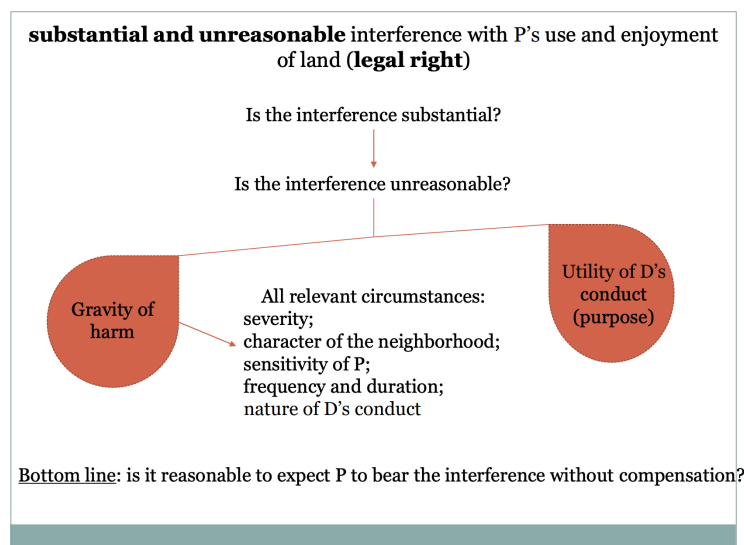 substantial and unreasonable interference with P’s use and enjoyment
of land (legal right)
Is the interference substantial?
Is the interference unreasonable?
Gravity of
harm
All relevant circumstances:
severity;
character of the neighborhood;
sensitivity of P;
frequency and duration;
nature of D’s conduct
Utility of D’s
conduct
(purpose)
Bottom line: is it reasonable to expect P to bear the interference without compensation?